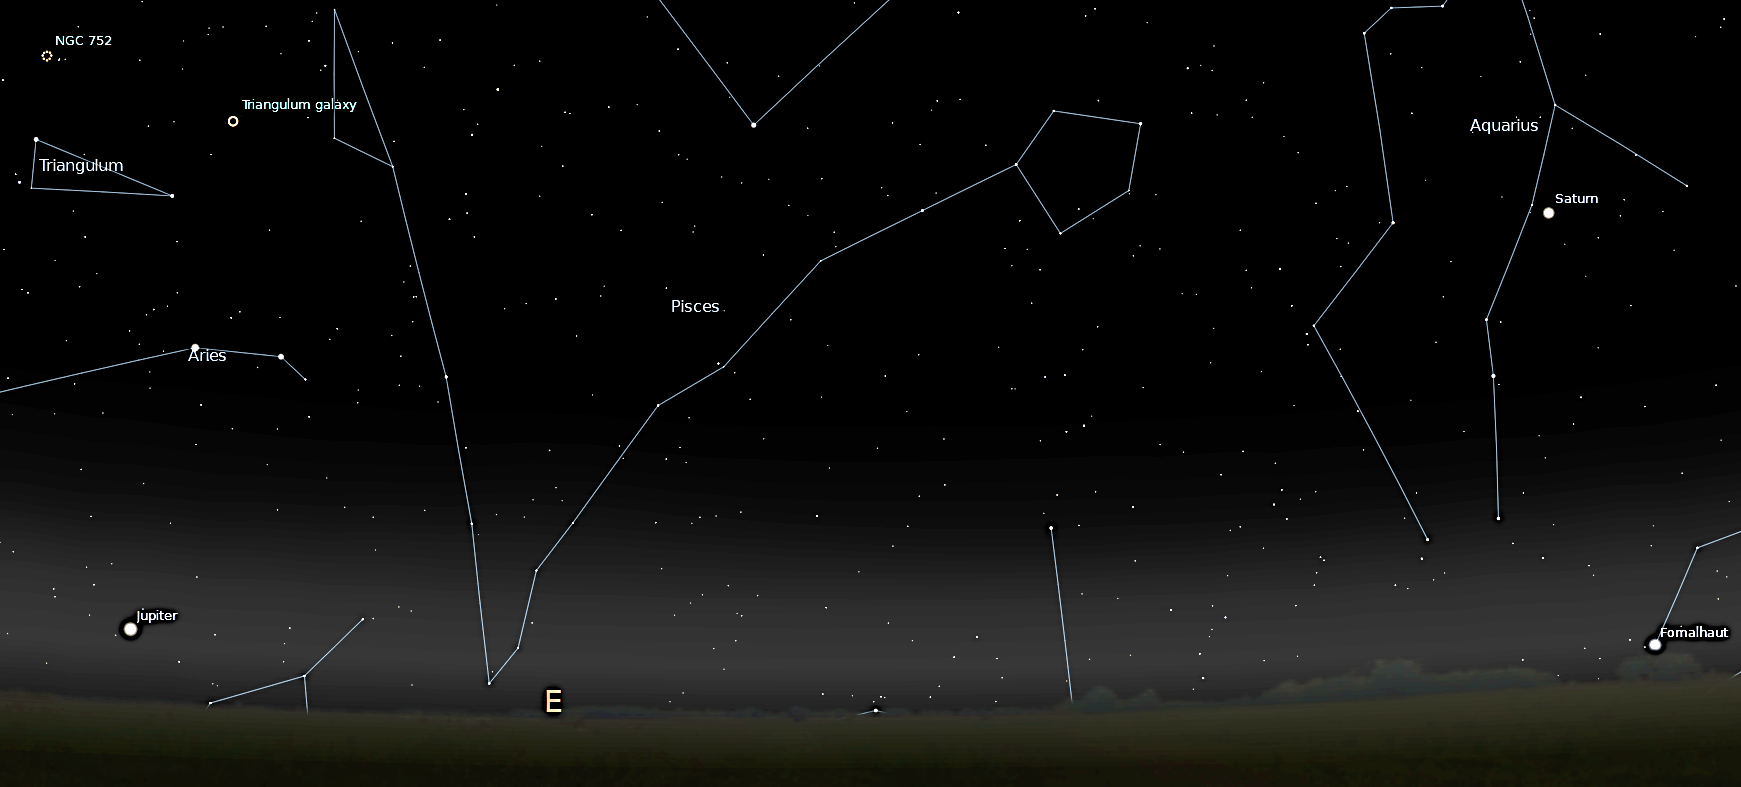 NGC 752
Triangulum galaxy
Aquarius
Triangulum
Saturn
Pisces
Aries
Jupiter
Fomalhaut
E